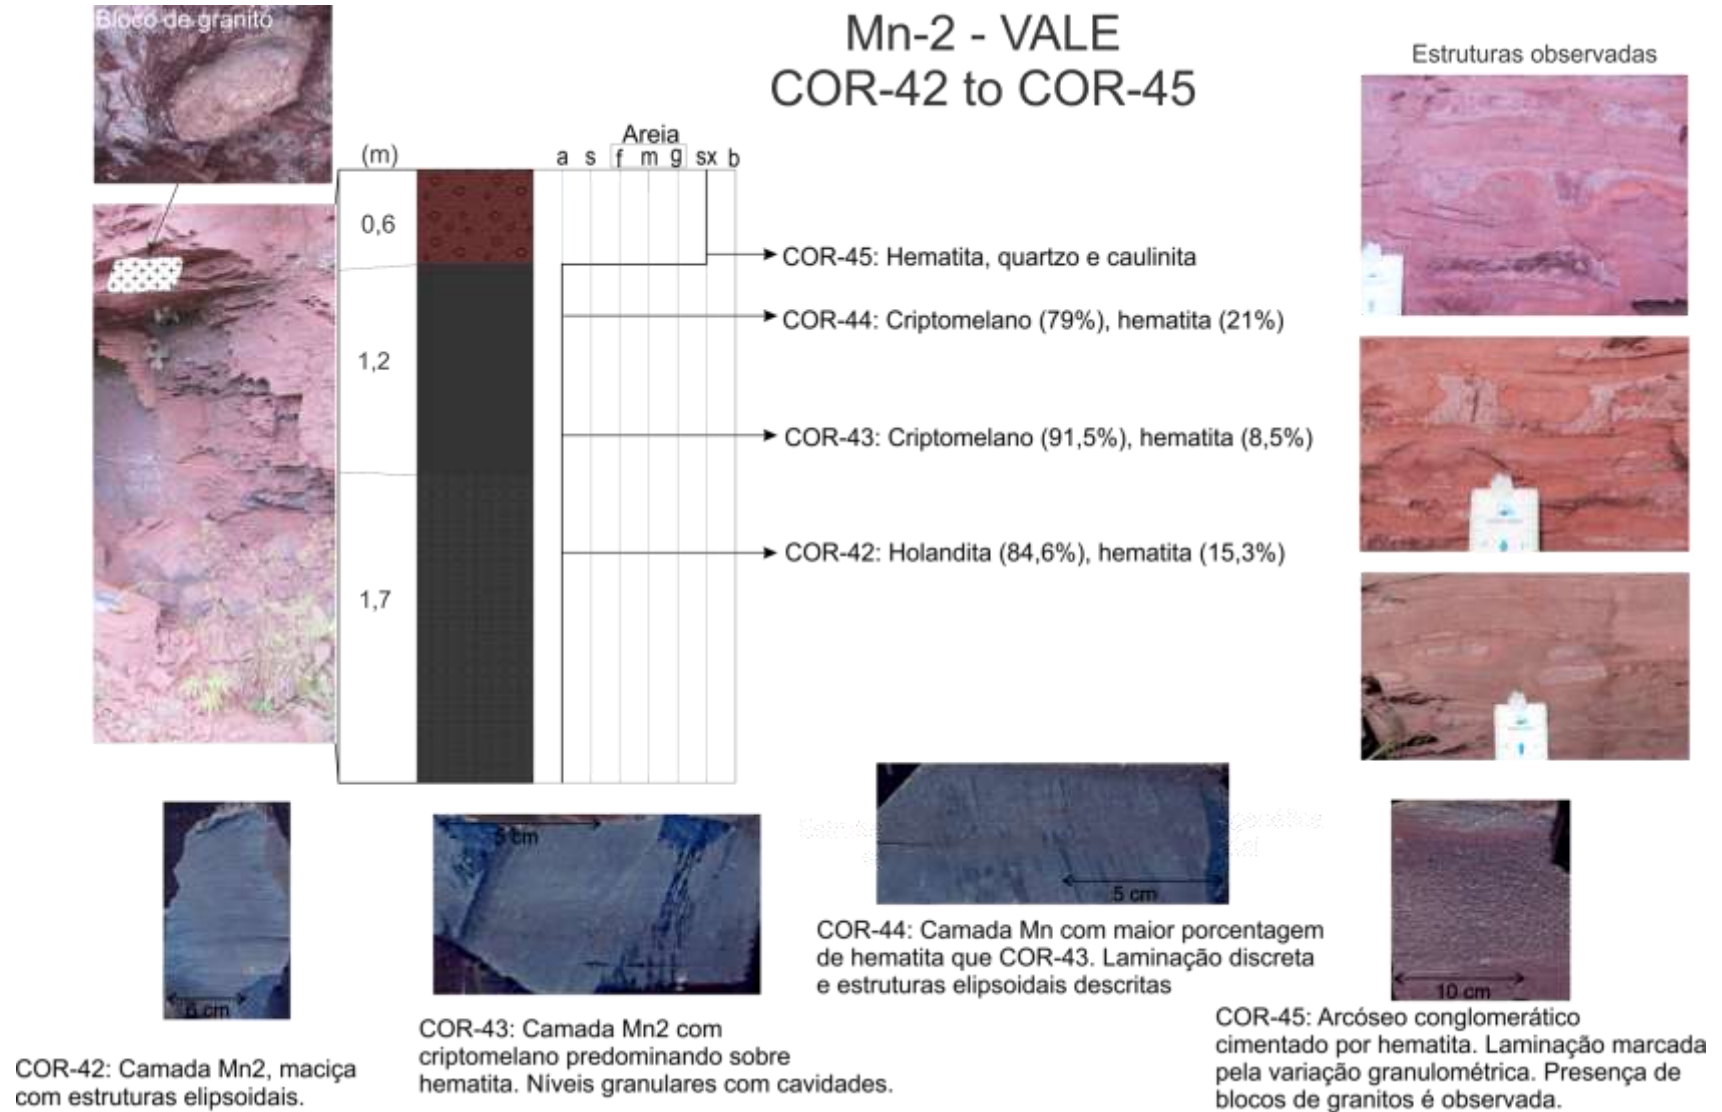 Bloco de granito
Mn-2 - VALE
COR-42 to COR-45
Estruturas observadas
Areia
(m)
a s f m g sx b
0,6
COR-45: Hematita, quartzo e caulinita
COR-44: Criptomelano (79%), hematita (21%)
1,2
COR-43: Criptomelano (91,5%), hematita (8,5%)
COR-42: Holandita (84,6%), hematita (15,3%)
1,7
6 cm
5 cm
5 cm
10 cm
COR-42: Camada Mn2, maciça
com estruturas elipsoidais.
COR-43: Camada Mn2 com
criptomelano predominando sobre
hematita. Níveis granulares com cavidades.
COR-44: Camada Mn com maior porcentagem
de hematita que COR-43. Laminação discreta
e estruturas elipsoidais descritas
COR-45: Arcóseo conglomerático
cimentado por hematita. Laminação marcada
pela variação granulométrica. Presença de
blocos de granitos é observada.